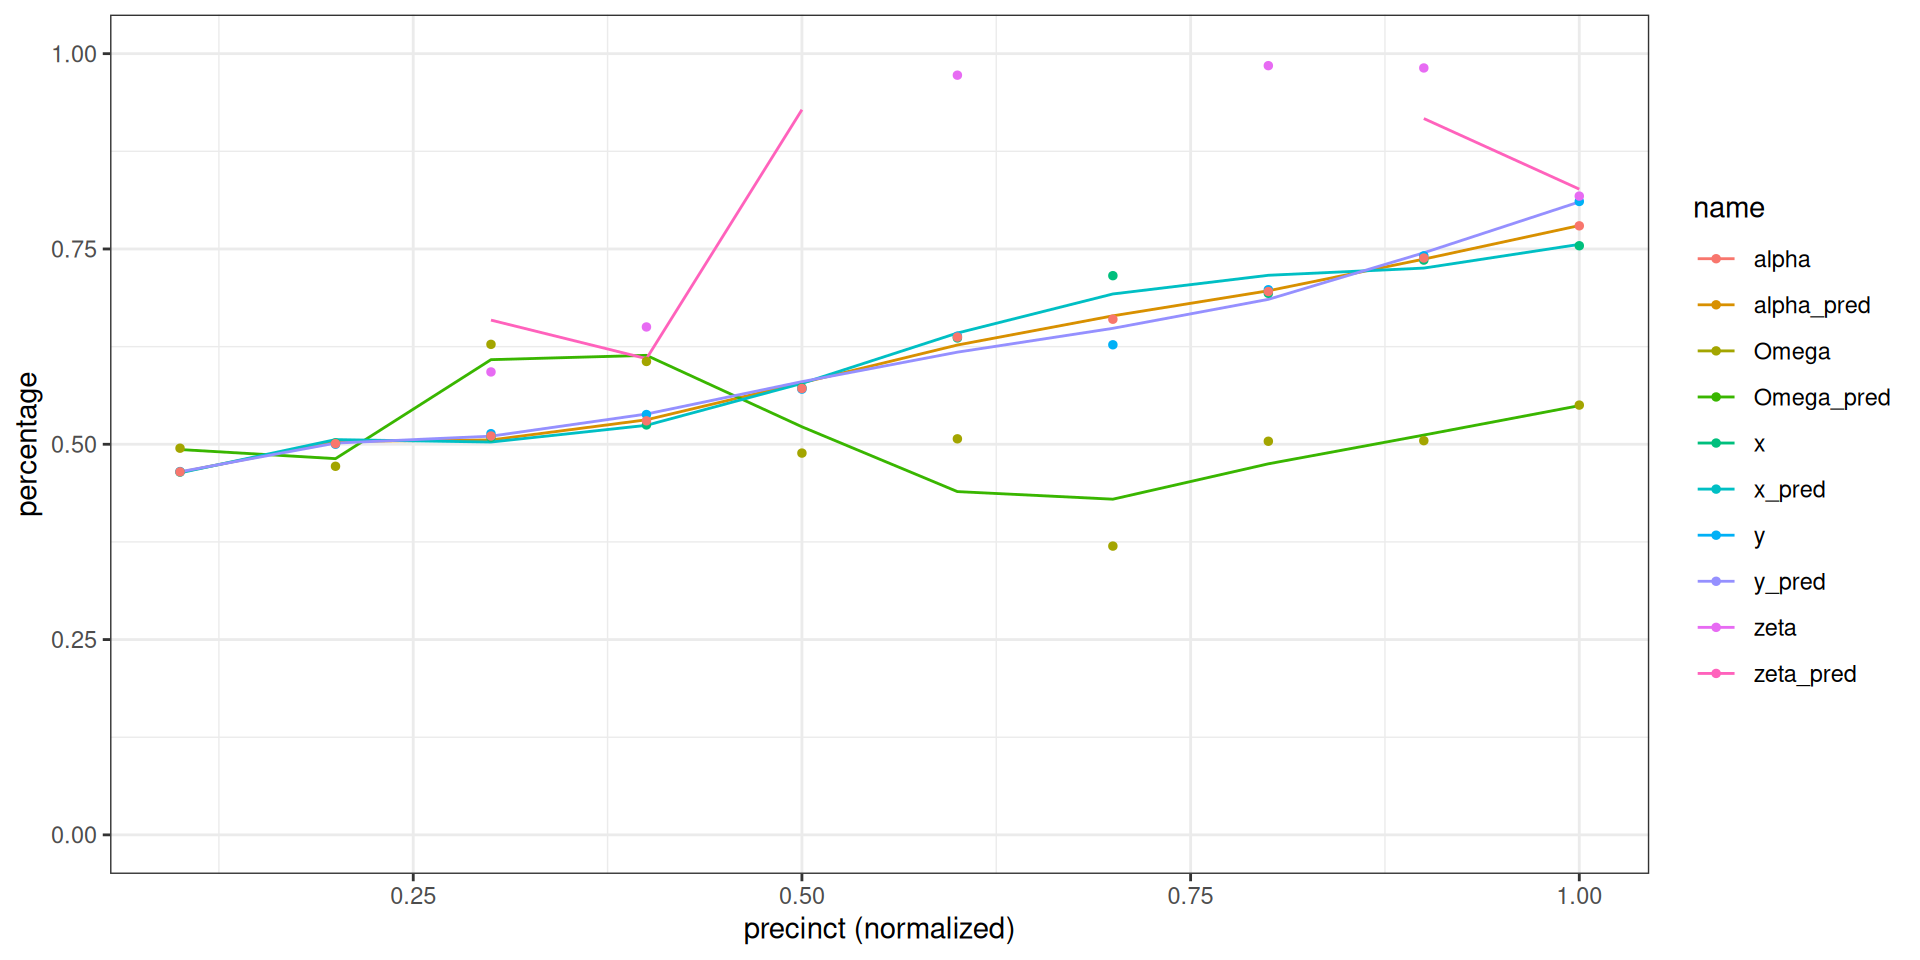 1.00
0.75
0.50
0.25
0.00
percentage
0.25 0.50 0.75 1.00
precinct (normalized)
name
alpha
alpha_pred
Omega
Omega_pred
x
x_pred
y
y_pred
zeta
zeta_pred